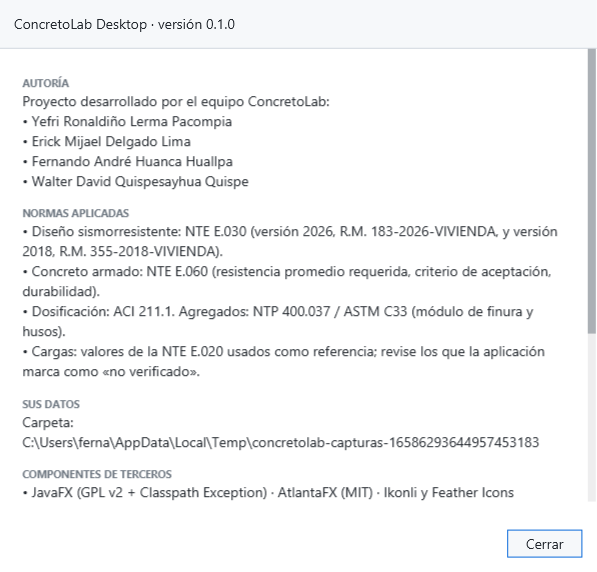 ConcretoLab Desktop · versión 0.1.0
AUTORÍA
Proyecto desarrollado por el equipo ConcretoLab:
• Yefri Ronaldiño Lerma Pacompia
• Erick Mijael Delgado Lima
• Fernando André Huanca Huallpa
• Walter David Quispesayhua Quispe
NORMAS APLICADAS
• Diseño sismorresistente: NTE E.030 (versión 2026, R.M. 183-2026-VIVIENDA, y versión
2018, R.M. 355-2018-VIVIENDA).
• Concreto armado: NTE E.060 (resistencia promedio requerida, criterio de aceptación,
durabilidad).
• Dosificación: ACI 211.1. Agregados: NTP 400.037 / ASTM C33 (módulo de finura y
husos).
• Cargas: valores de la NTE E.020 usados como referencia; revise los que la aplicación
marca como «no verificado».
SUS DATOS
Carpeta:
C:\Users\ferna\AppData\Local\Temp\concretolab-capturas-16586293644957453183
COMPONENTES DE TERCEROS
• JavaFX (GPL v2 + Classpath Exception) · AtlantaFX (MIT) · Ikonli y Feather Icons
Cerrar